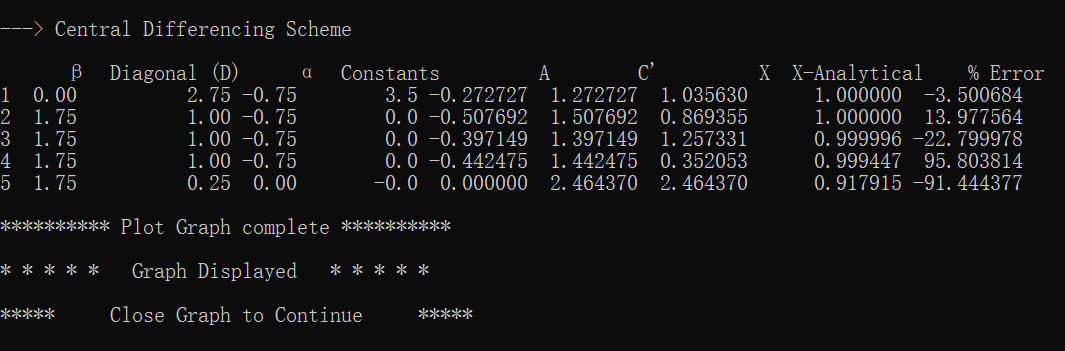 ---> Central Differencing Scheme
β Diagonal (D) α Constants A C' X X-Analytical % Error
1 0.00 2.75 -0.75 3.5 -0.272727 1.272727 1.035630 1.000000 -3.500684
2 1.75 1.00 -0.75 0.0 -0.507692 1.507692 0.869355 1.000000 13.977564
3 1.75 1.00 -0.75 0.0 -0.397149 1.397149 1.257331 0.999996 -22.799978
4 1.75 1.00 -0.75 0.0 -0.442475 1.442475 0.352053 0.999447 95.803814
5 1.75 0.25 0.00 -0.0 0.000000 2.464370 2.464370 0.917915 -91.444377
********** Plot Graph complete **********
* * * * * Graph Displayed * * * * *
***** Close Graph to Continue *****